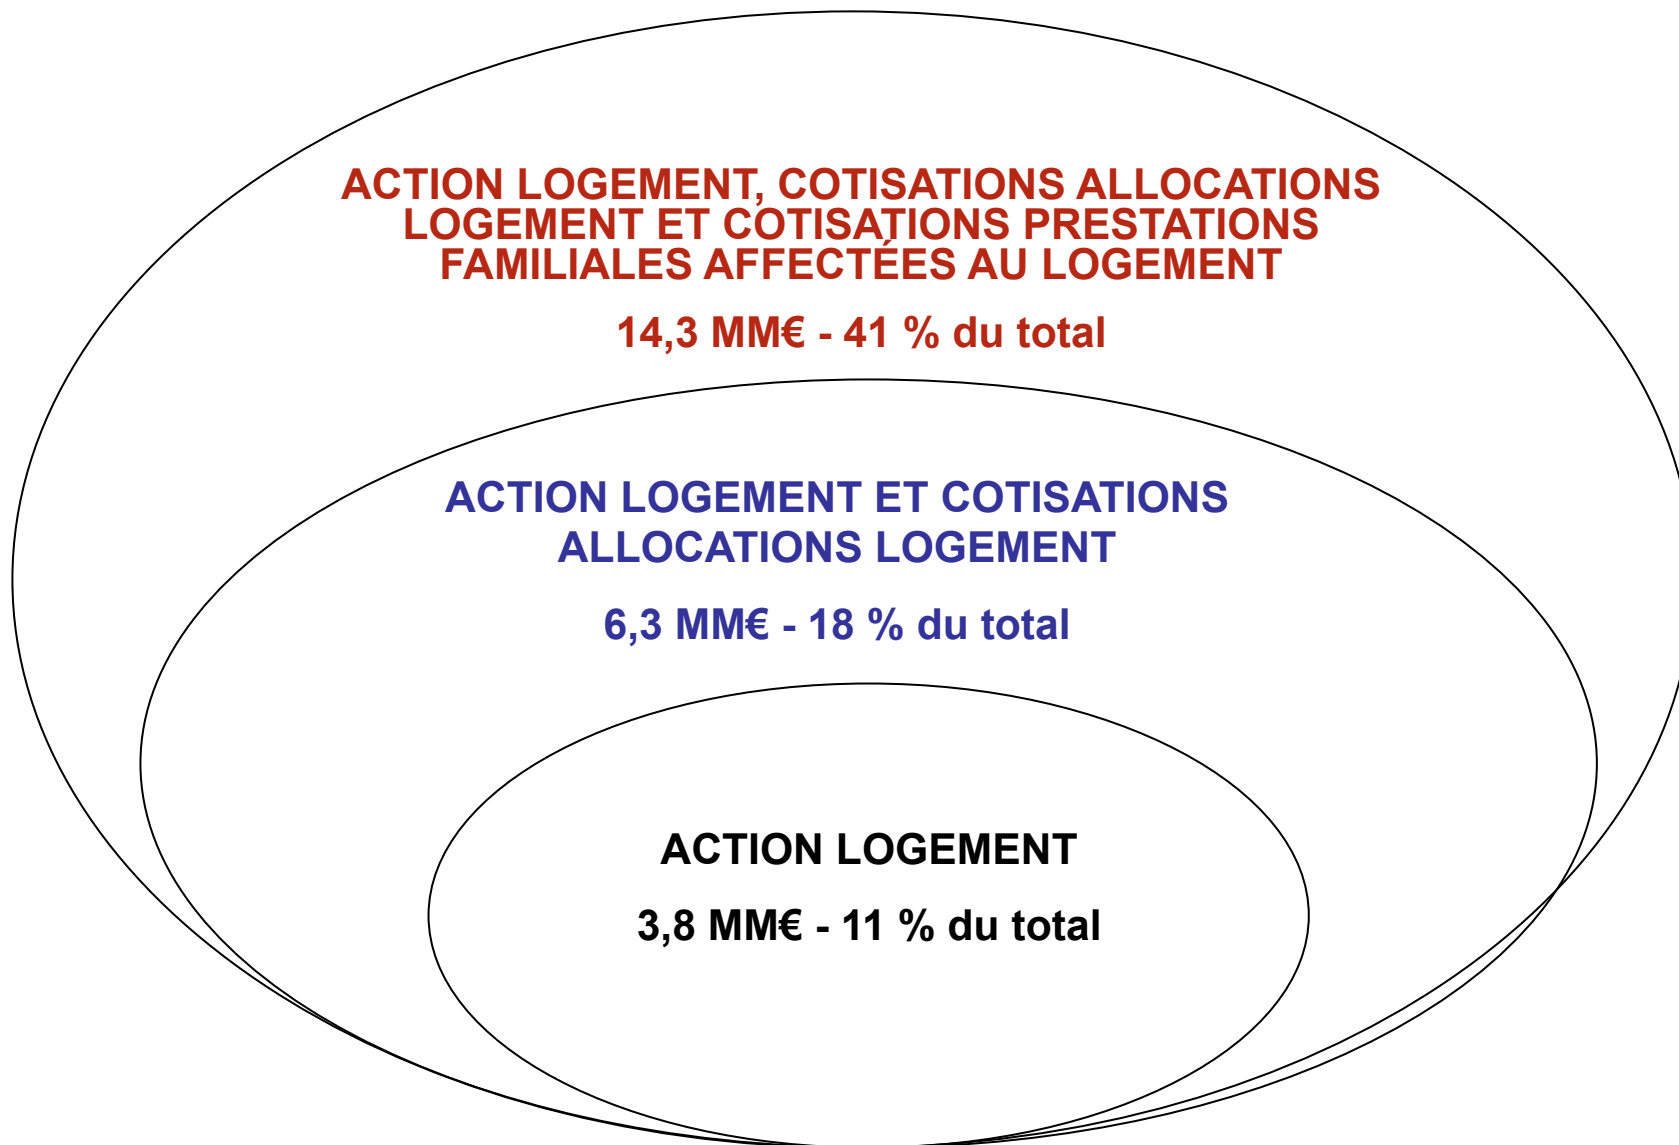 ACTION LOGEMENT, COTISATIONS ALLOCATIONS
LOGEMENT ET COTISATIONS PRESTATIONS
FAMILIALES AFFECTÉES AU LOGEMENT
14,3 MM€ - 41 % du total
ACTION LOGEMENT ET COTISATIONS
ALLOCATIONS LOGEMENT
6,3 MM€ - 18 % du total
ACTION LOGEMENT
3,8 MM€ - 11 % du total